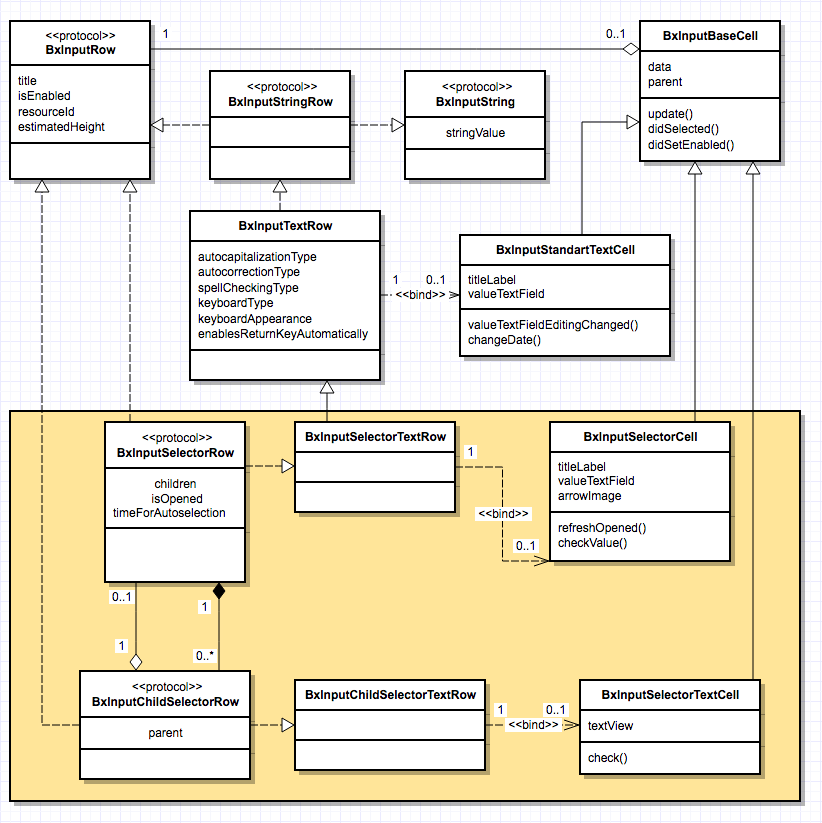 <<protocol>>
BxInputRow
title
isEnabled
resourceId
estimatedHeight
1
0..1
BxInputBaseCell
data
parent
update()
didSelected()
didSetEnabled()
<<protocol>>
BxInputStringRow
<<protocol>>
BxInputString
stringValue
BxInputTextRow
autocapitalizationType
autocorrectionType
spellCheckingType
keyboardType
keyboardAppearance
enablesReturnKeyAutomatically
1
0..1
<<bind>>
BxInputStandartTextCell
titleLabel
valueTextField
valueTextFieldEditingChanged()
changeDate()
<<protocol>>
BxInputSelectorRow
children
isOpened
timeForAutoselection
BxInputSelectorTextRow
1
<<bind>>
0..1
BxInputSelectorCell
titleLabel
valueTextField
arrowImage
refreshOpened()
checkValue()
0..1
1
1
0..*
<<protocol>>
BxInputChildSelectorRow
parent
BxInputChildSelectorTextRow
1
0..1
<<bind>>
BxInputSelectorTextCell
textView
check()